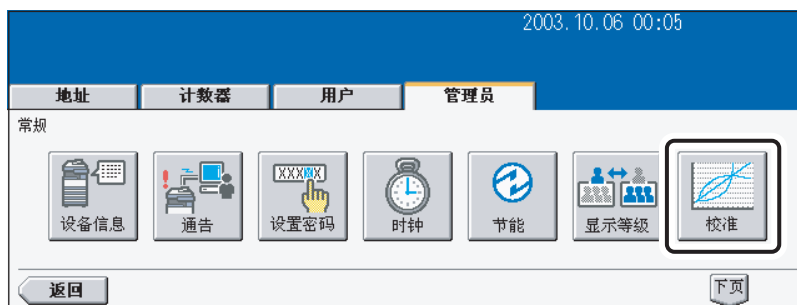 2003.10.06 00:05
地址 计数器 用户 管理员
常规
XXXXX
设备信息 通告 设置密码 时钟 节能 显示等级 校准
返回 下页